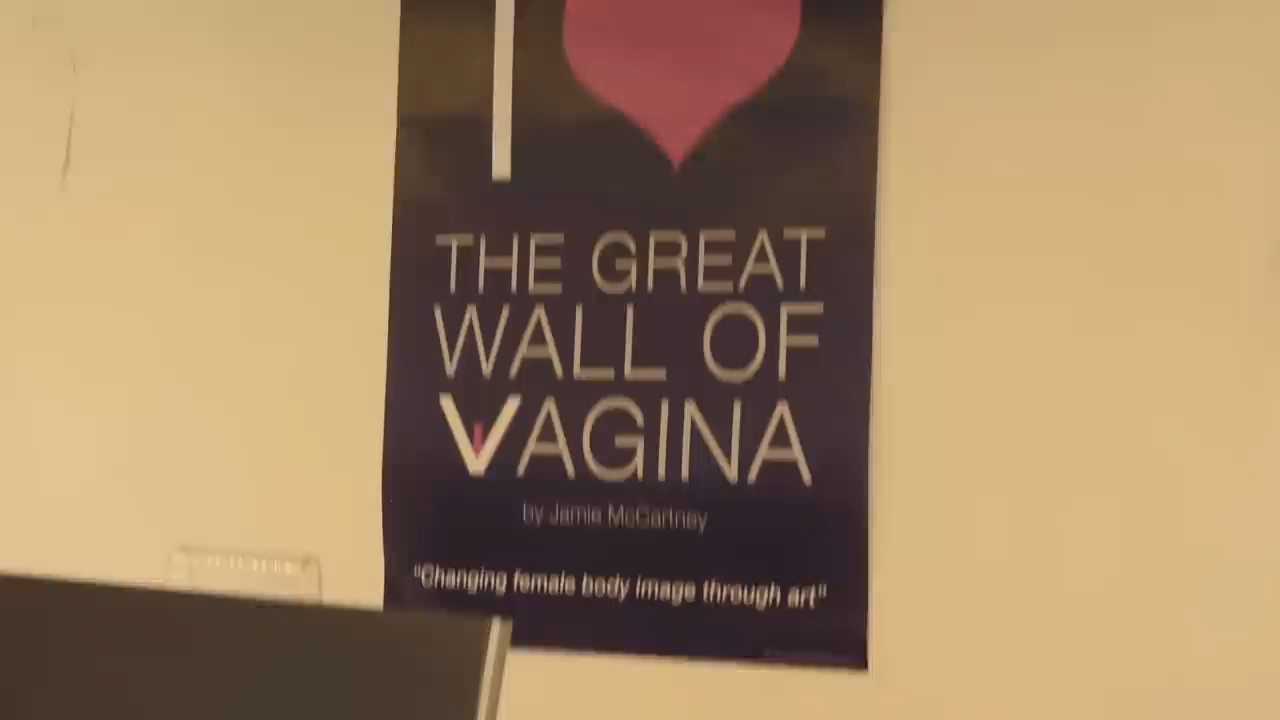 I
THE GREAT
WALL OF
VAGINA
by Jamie McCartney
"Changing female body image through art"